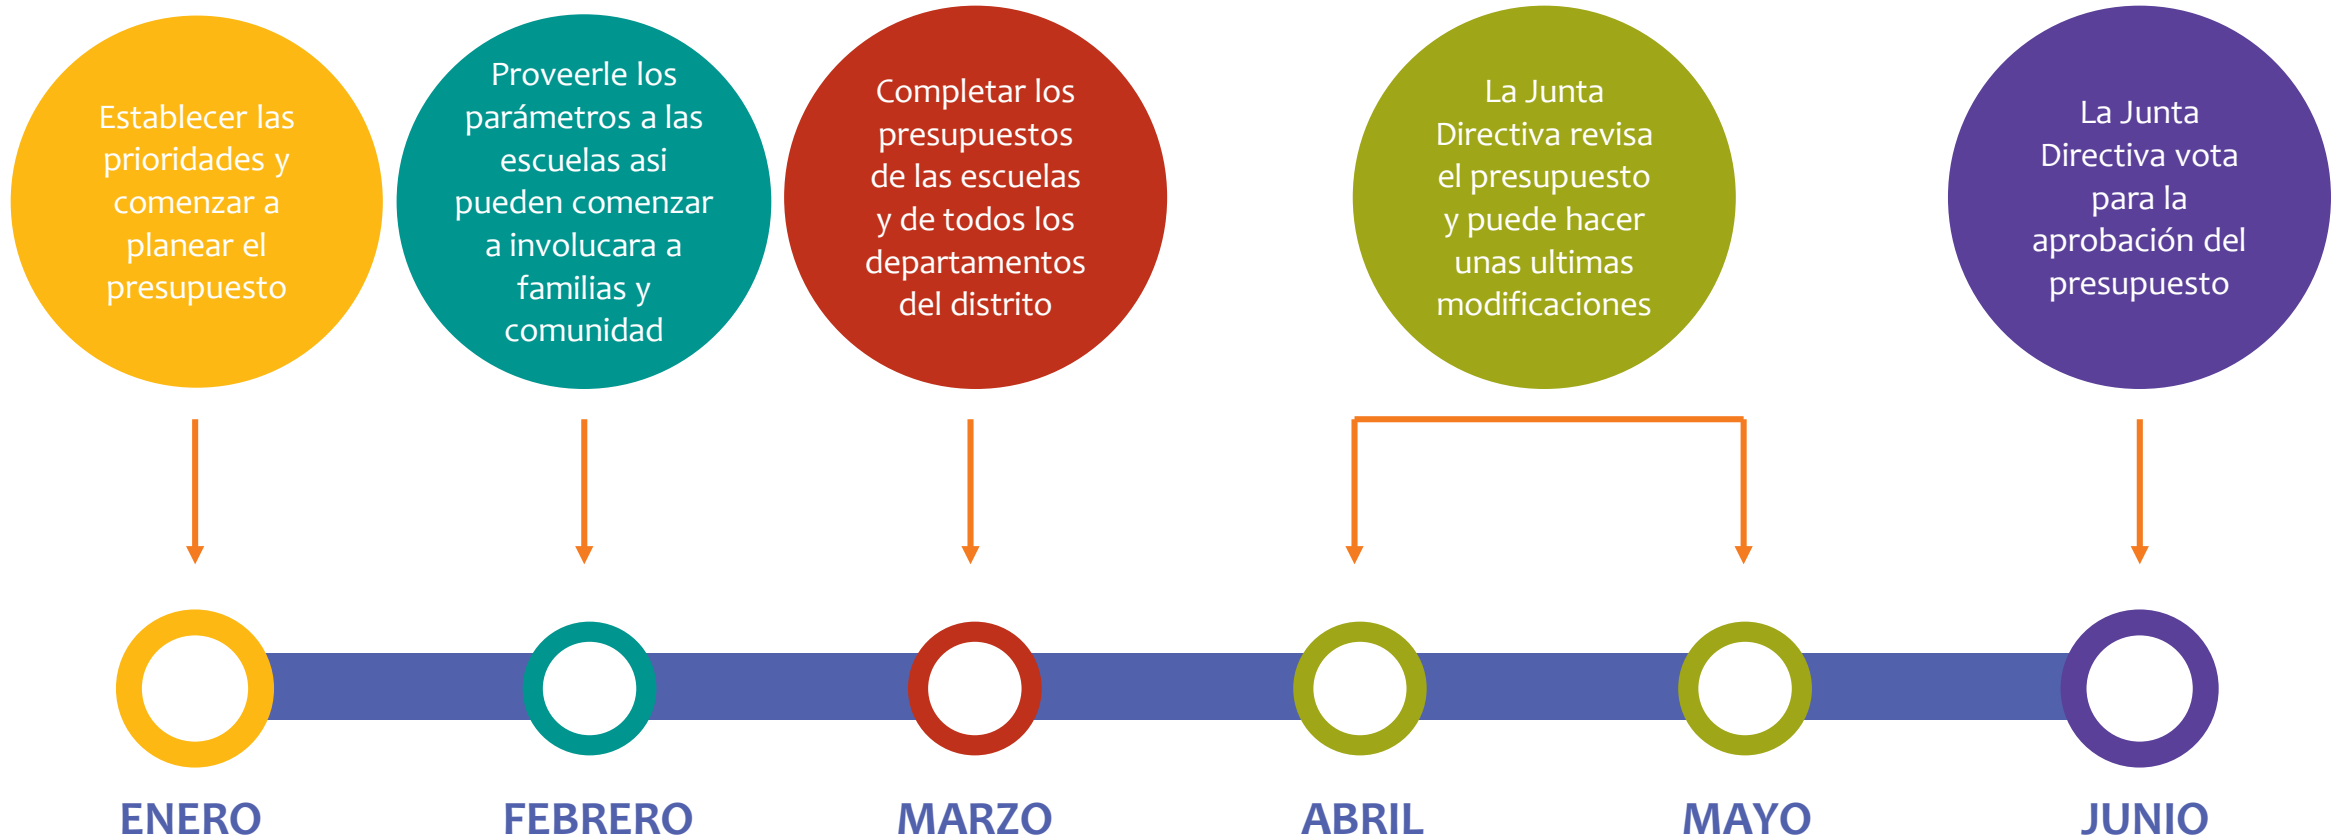 Establecer las
prioridades y
comenzar a
planear el
presupuesto
Proveerle los
parámetros a las
escuelas asi
pueden comenzar
a involucara a
familias y
comunidad
Completar los
presupuestos
de las escuelas
y de todos los
departamentos
del distrito
La Junta
Directiva revisa
el presupuesto
y puede hacer
unas ultimas
modificaciones
La Junta
Directiva vota
para la
aprobación del
presupuesto
ENERO
FEBRERO
MARZO
ABRIL
MAYO
JUNIO